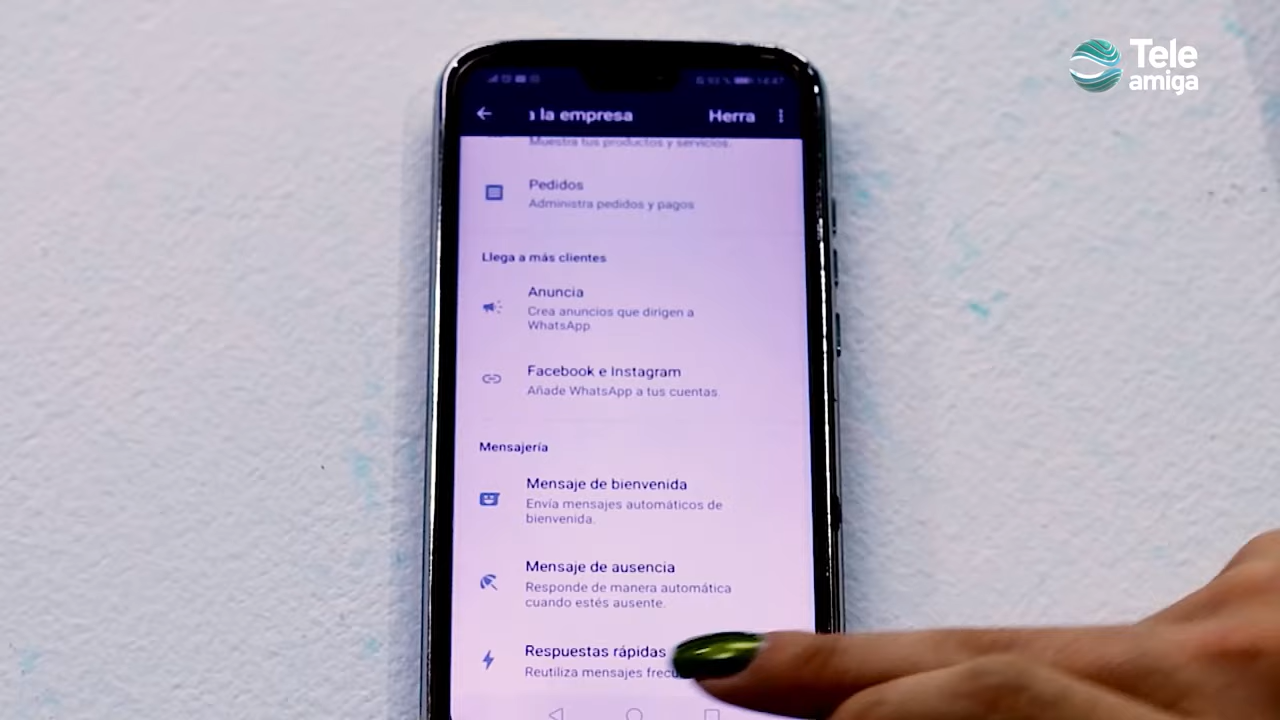 Tele
amiga
a la empresa Herra
Muestra tus productos y servicios.
Pedidos
Administra pedidos y pagos
Llega a más clientes
Anuncia
Crea anuncios que dirigen a
WhatsApp
Facebook e Instagram
Añade WhatsApp a tus cuentas.
Mensajería
Mensaje de bienvenida
Envía mensajes automáticos de
bienvenida.
Mensaje de ausencia
Responde de manera automática
cuando estés ausente.
Respuestas rápidas
Reutiliza mensajes frecu